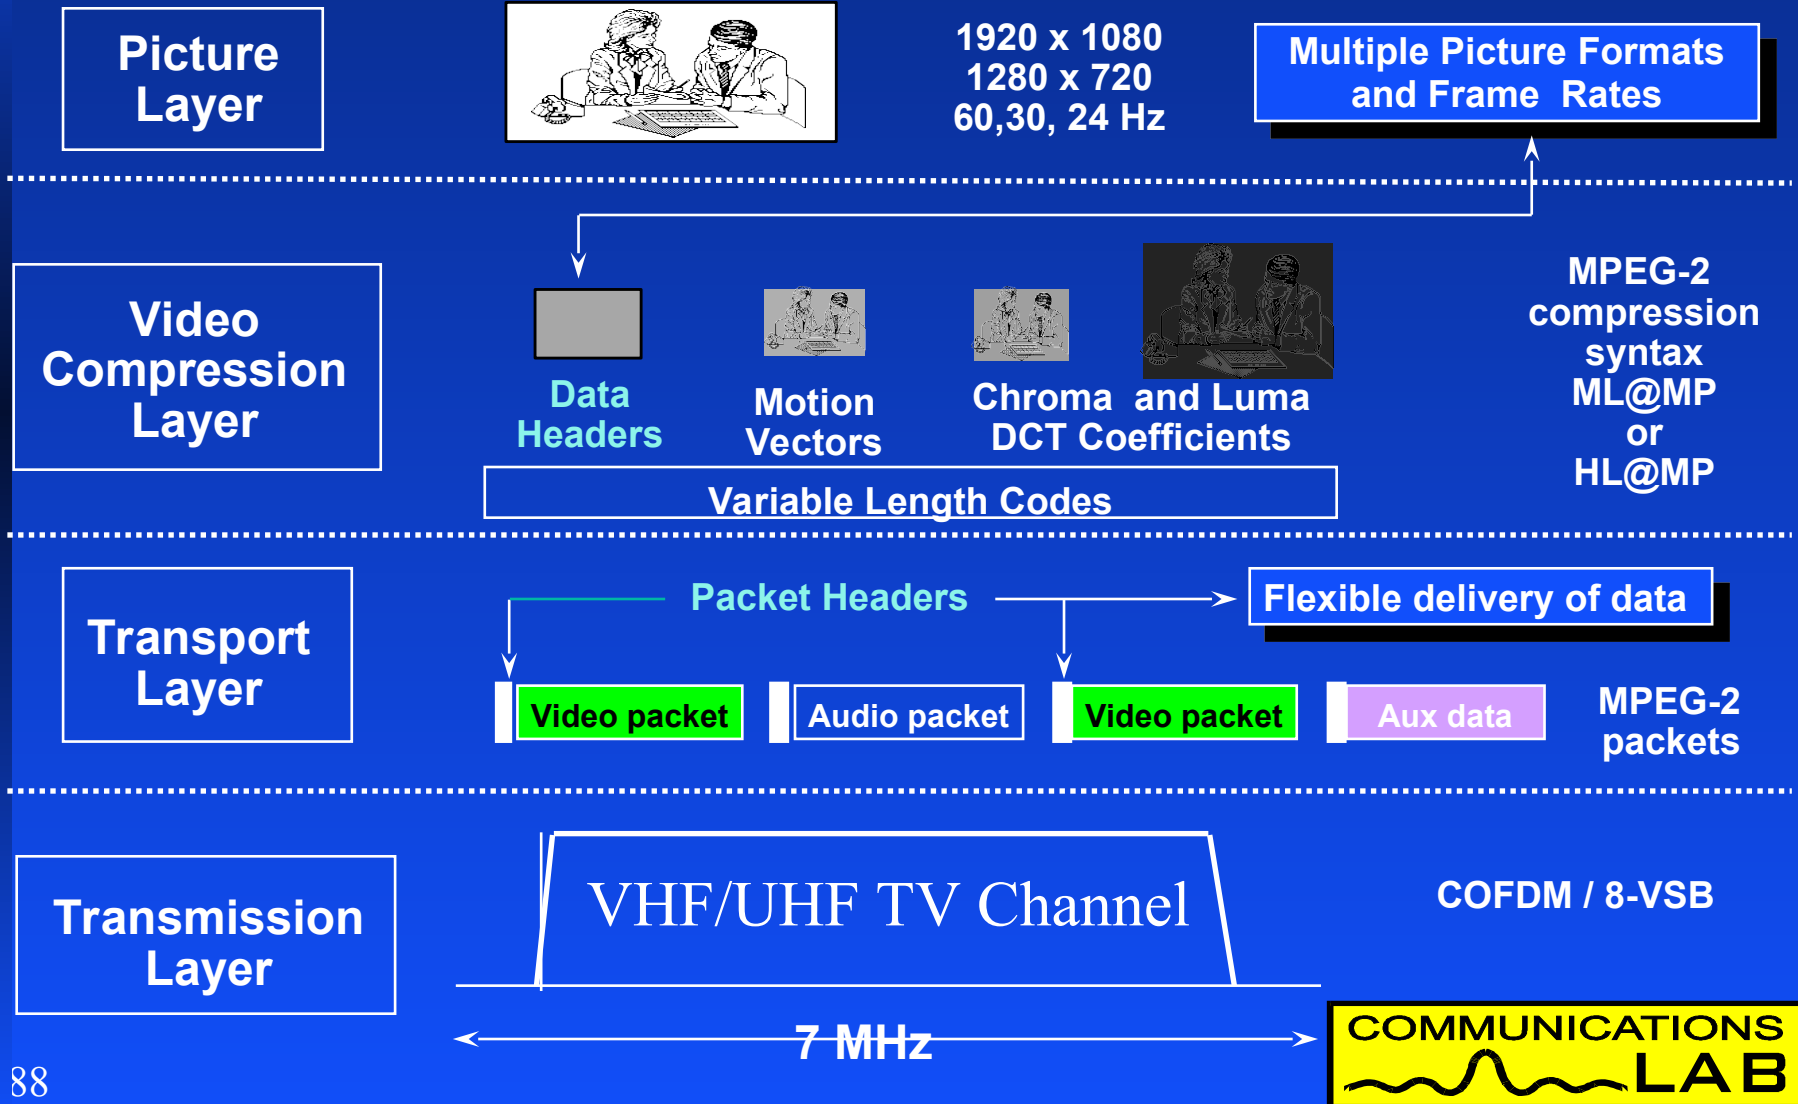 Picture
Layer
1920 x 1080
1280 x 720
60,30, 24 Hz
Multiple Picture Formats
and Frame Rates
Video
Compression
Layer
Data
Headers
Motion
Vectors
Chroma and Luma
DCT Coefficients
Variable Length Codes
MPEG-2
compression
syntax
ML@MP
or
HL@MP
Transport
Layer
Packet Headers
Flexible delivery of data
Video packet
Audio packet
Video packet
Aux data
MPEG-2
packets
Transmission
Layer
VHF/UHF TV Channel
COFDM / 8-VSB
7 MHz
COMMUNICATIONS
LAB
88